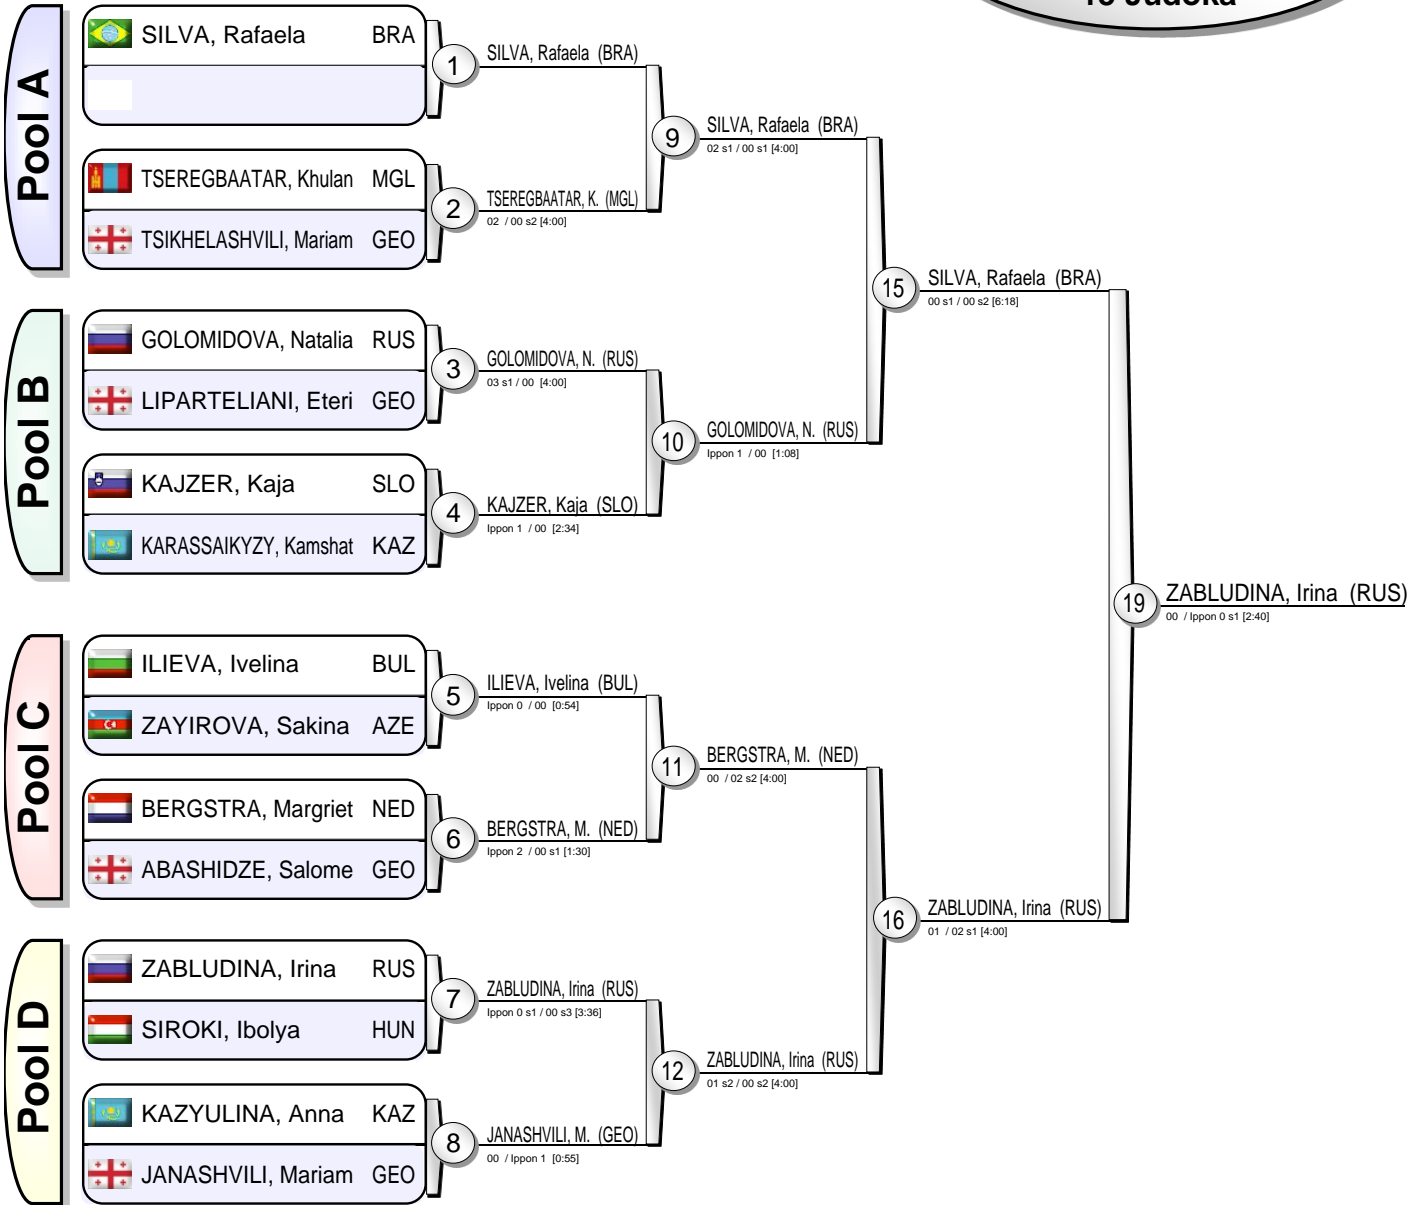 15 Judoka
Pool A
SILVA, Rafaela BRA
TSEREGBAATAR, Khulan MGL
TSIKHELASHVILI, Mariam GEO
Pool B
GOLOMIDOVA, Natalia RUS
LIPARTELIANI, Eteri GEO
KAJZER, Kaja SLO
KARASSAIKYZY, Kamshat KAZ
Pool C
ILIEVA, Ivelina BUL
ZAYIROVA, Sakina AZE
BERGSTRA, Margriet NED
ABASHIDZE, Salome GEO
Pool D
ZABLUDINA, Irina RUS
SIROKI, Ibolya HUN
KAZYULINA, Anna KAZ
JANASHVILI, Mariam GEO
1
SILVA, Rafaela (BRA)
2
TSEREGBAATAR, K. (MGL)
02 / 00 s2 [4:00]
3
GOLOMIDOVA, N. (RUS)
03 s1 / 00 [4:00]
4
KAJZER, Kaja (SLO)
Ippon 1 / 00 [2:34]
5
ILIEVA, Ivelina (BUL)
Ippon 0 / 00 [0:54]
6
BERGSTRA, M. (NED)
Ippon 2 / 00 s1 [1:30]
7
ZABLUDINA, Irina (RUS)
Ippon 0 s1 / 00 s3 [3:36]
8
JANASHVILI, M. (GEO)
00 / Ippon 1 [0:55]
9
SILVA, Rafaela (BRA)
02 s1 / 00 s1 [4:00]
10
GOLOMIDOVA, N. (RUS)
Ippon 1 / 00 [1:08]
11
BERGSTRA, M. (NED)
00 / 02 s2 [4:00]
12
ZABLUDINA, Irina (RUS)
01 s2 / 00 s2 [4:00]
15
SILVA, Rafaela (BRA)
00 s1 / 00 s2 [6:18]
16
ZABLUDINA, Irina (RUS)
01 / 02 s1 [4:00]
19
ZABLUDINA, Irina (RUS)
00 / Ippon 0 s1 [2:40]